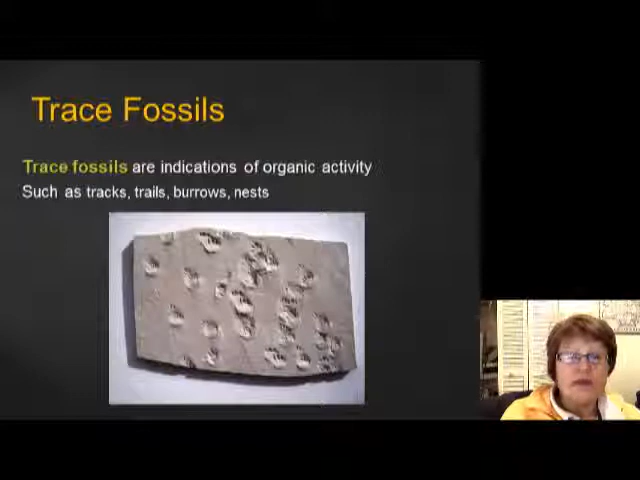 Trace Fossils
Trace fossils are indications of organic activity
Such as tracks, trails, burrows, nests